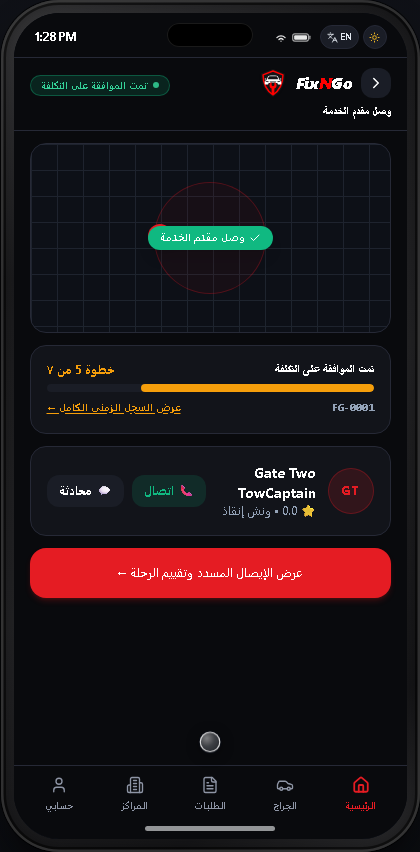 1:28 PM
EN
FixNGo
تمت الموافقة على التكلفة
وصل مقدم الخدمة
وصل مقدم الخدمة ✓
تمت الموافقة على التكلفة
خطوة 5 من ٧
FG-0001
عرض السجل الزمني الكامل ←
GT
Gate Two
TowCaptain
⭐ 0.0 • ونش إنقاذ
📞 اتصال
💬 محادثة
عرض الإيصال المسدد وتقييم الرحلة ←
الرئيسية
الجراج
الطلبات
المراكز
حسابي